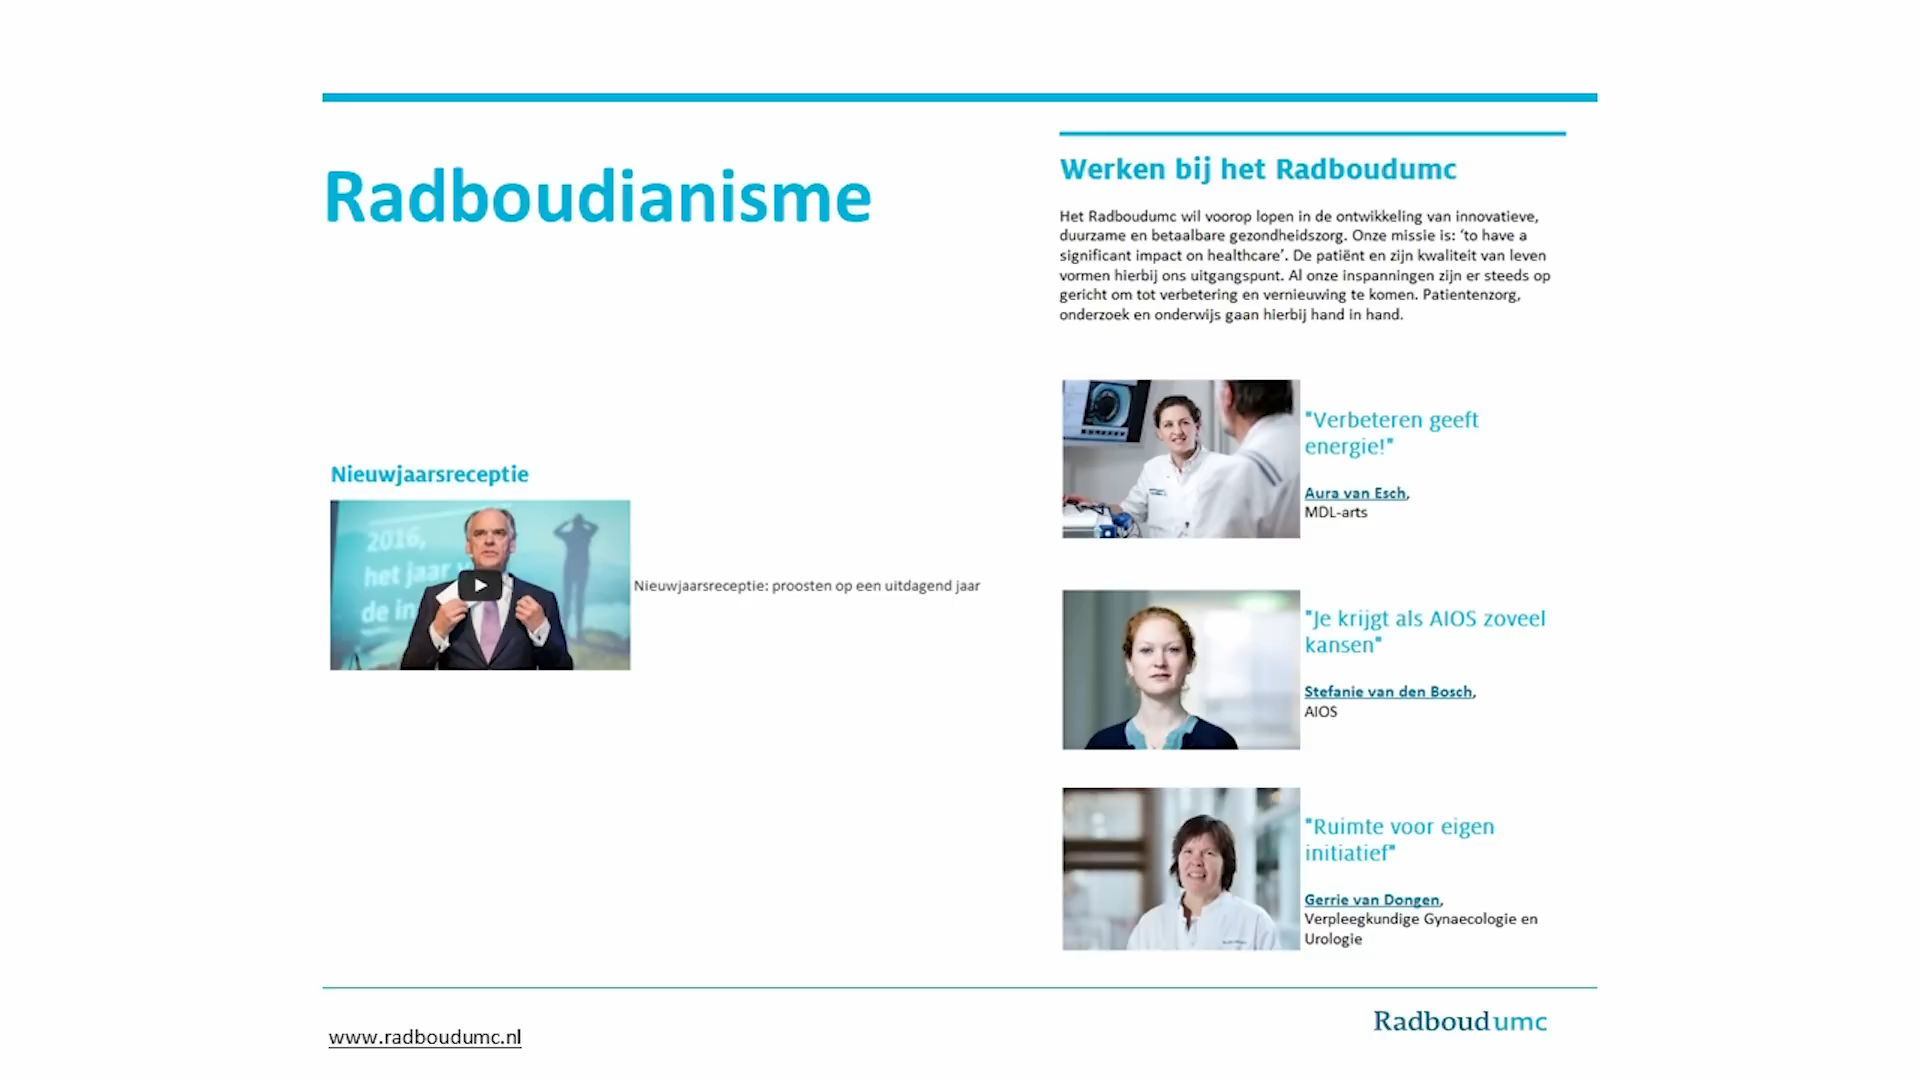 Radboudianisme
Nieuwjaarsreceptie
2016,
het jaar
de in
Nieuwjaarsreceptie: proosten op een uitdagend jaar
Werken bij het Radboudumc
Het Radboudumc wil voorop lopen in de ontwikkeling van innovatieve,
duurzame en betaalbare gezondheidszorg. Onze missie is: ‘to have a
significant impact on healthcare’. De patiënt en zijn kwaliteit van leven
vormen hierbij ons uitgangspunt. Al onze inspanningen zijn er steeds op
gericht om tot verbetering en vernieuwing te komen. Patientenzorg,
onderzoek en onderwijs gaan hierbij hand in hand.
"Verbeteren geeft
energie!"
Aura van Esch,
MDL-arts
"Je krijgt als AIOS zoveel
kansen"
Stefanie van den Bosch,
AIOS
"Ruimte voor eigen
initiatief"
Gerrie van Dongen,
Verpleegkundige Gynaecologie en
Urologie
www.radboudumc.nl
Radboudumc